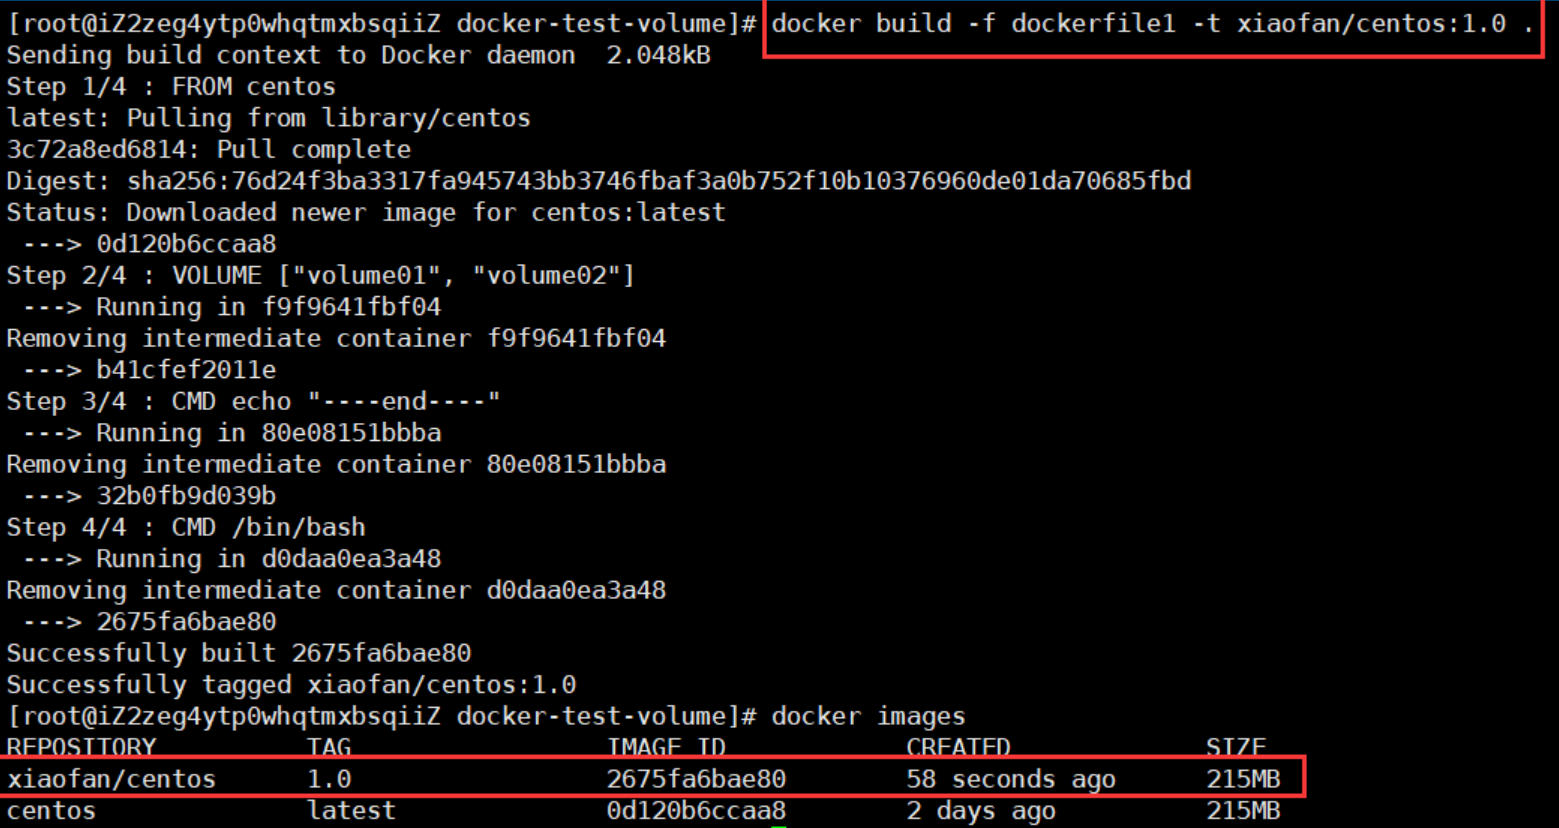 [root@iZ2zeg4ytp0whqtmxbsqiiZ docker-test-volume]# docker build -f dockerfile1 -t xiaofan/centos:1.0 .
Sending build context to Docker daemon  2.048kB
Step 1/4 : FROM centos
latest: Pulling from library/centos
3c72a8ed6814: Pull complete
Digest: sha256:76d24f3ba3317fa945743bb3746fbaf3a0b752f10b10376960de01da70685fbd
Status: Downloaded newer image for centos:latest
 ---> 0d120b6ccaa8
Step 2/4 : VOLUME ["volume01", "volume02"]
 ---> Running in f9f9641fbf04
Removing intermediate container f9f9641fbf04
 ---> b41cfef2011e
Step 3/4 : CMD echo "----end----"
 ---> Running in 80e08151bbba
Removing intermediate container 80e08151bbba
 ---> 32b0fb9d039b
Step 4/4 : CMD /bin/bash
 ---> Running in d0daa0ea3a48
Removing intermediate container d0daa0ea3a48
 ---> 2675fa6bae80
Successfully built 2675fa6bae80
Successfully tagged xiaofan/centos:1.0
[root@iZ2zeg4ytp0whqtmxbsqiiZ docker-test-volume]# docker images
REPOSITORY          TAG                 IMAGE ID            CREATED             SIZE
xiaofan/centos      1.0                 2675fa6bae80        58 seconds ago      215MB
centos              latest              0d120b6ccaa8        2 days ago          215MB